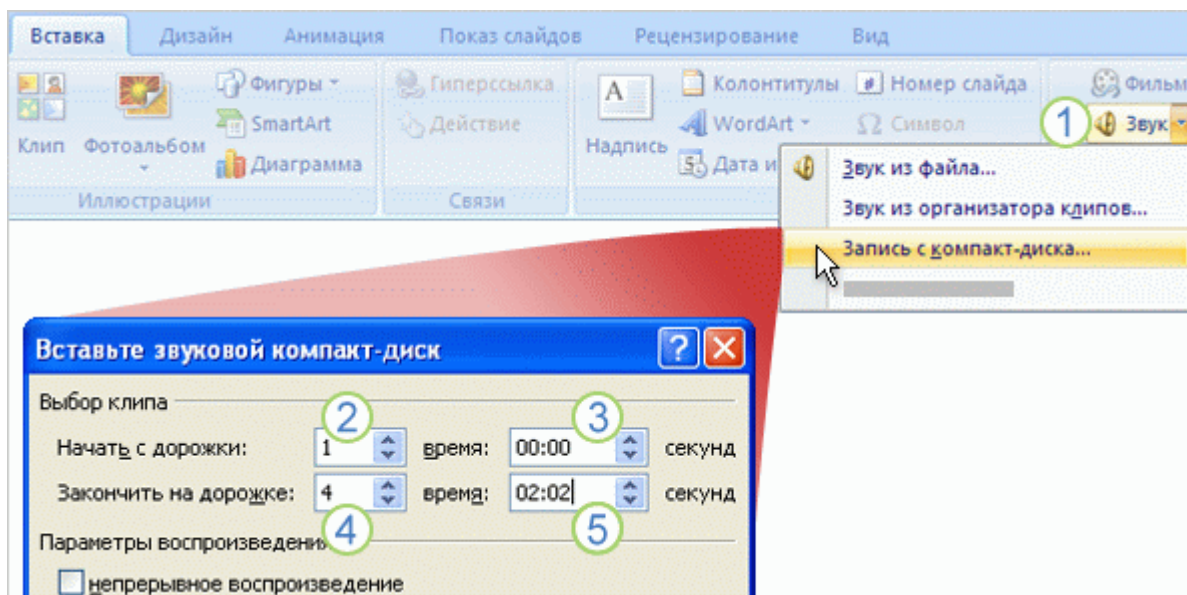 Вставка Дизайн Анимация Показ слайдов Рецензирование Вид
Фигуры Гиперссылка Колонтитулы # Номер слайда Фильм
SmartArt Действие A WordArt Ω Символ 1 Звук
Клип Фотоальбом Диаграмма Надпись 5 Дата и
Иллюстрации Связи
Звук из файла...
Звук из организатора клипов...
Запись с компакт-диска...
Вставьте звуковой компакт-диск ?
Выбор клипа
2 3
Начать с дорожки: 1 время: 00:00 секунд
Закончить на дорожке: 4 время: 02:02 секунд
4 5
Параметры воспроизведения
непрерывное воспроизведение